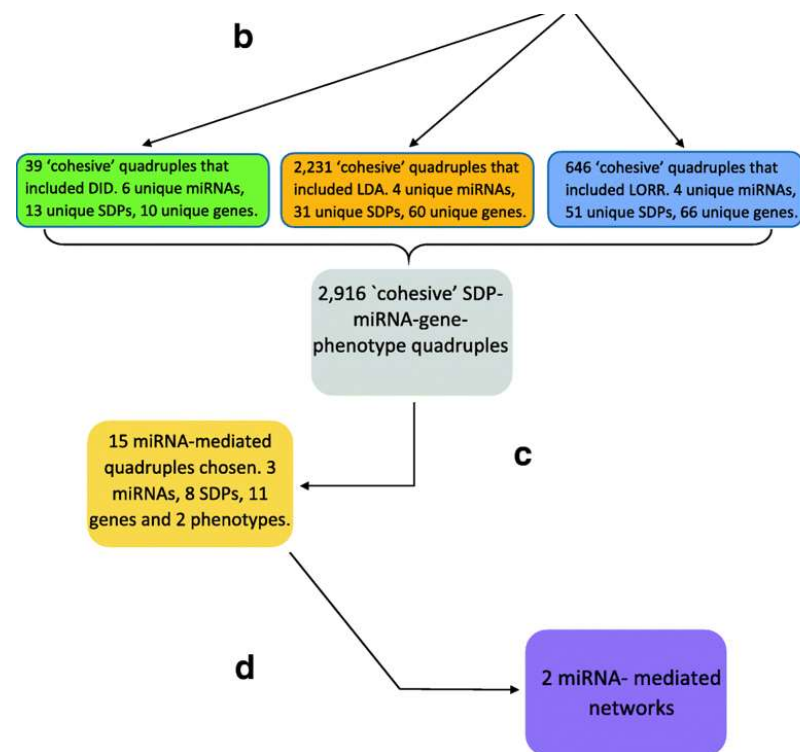 b
39 ‘cohesive’ quadruples that
included DID. 6 unique miRNAs,
13 unique SDPs, 10 unique genes.
2,231 ‘cohesive’ quadruples that
included LDA. 4 unique miRNAs,
31 unique SDPs, 60 unique genes.
646 ‘cohesive’ quadruples that
included LORR. 4 unique miRNAs,
51 unique SDPs, 66 unique genes.
2,916 `cohesive’ SDP-
miRNA-gene-
phenotype quadruples
c
15 miRNA-mediated
quadruples chosen. 3
miRNAs, 8 SDPs, 11
genes and 2 phenotypes.
d
2 miRNA- mediated
networks